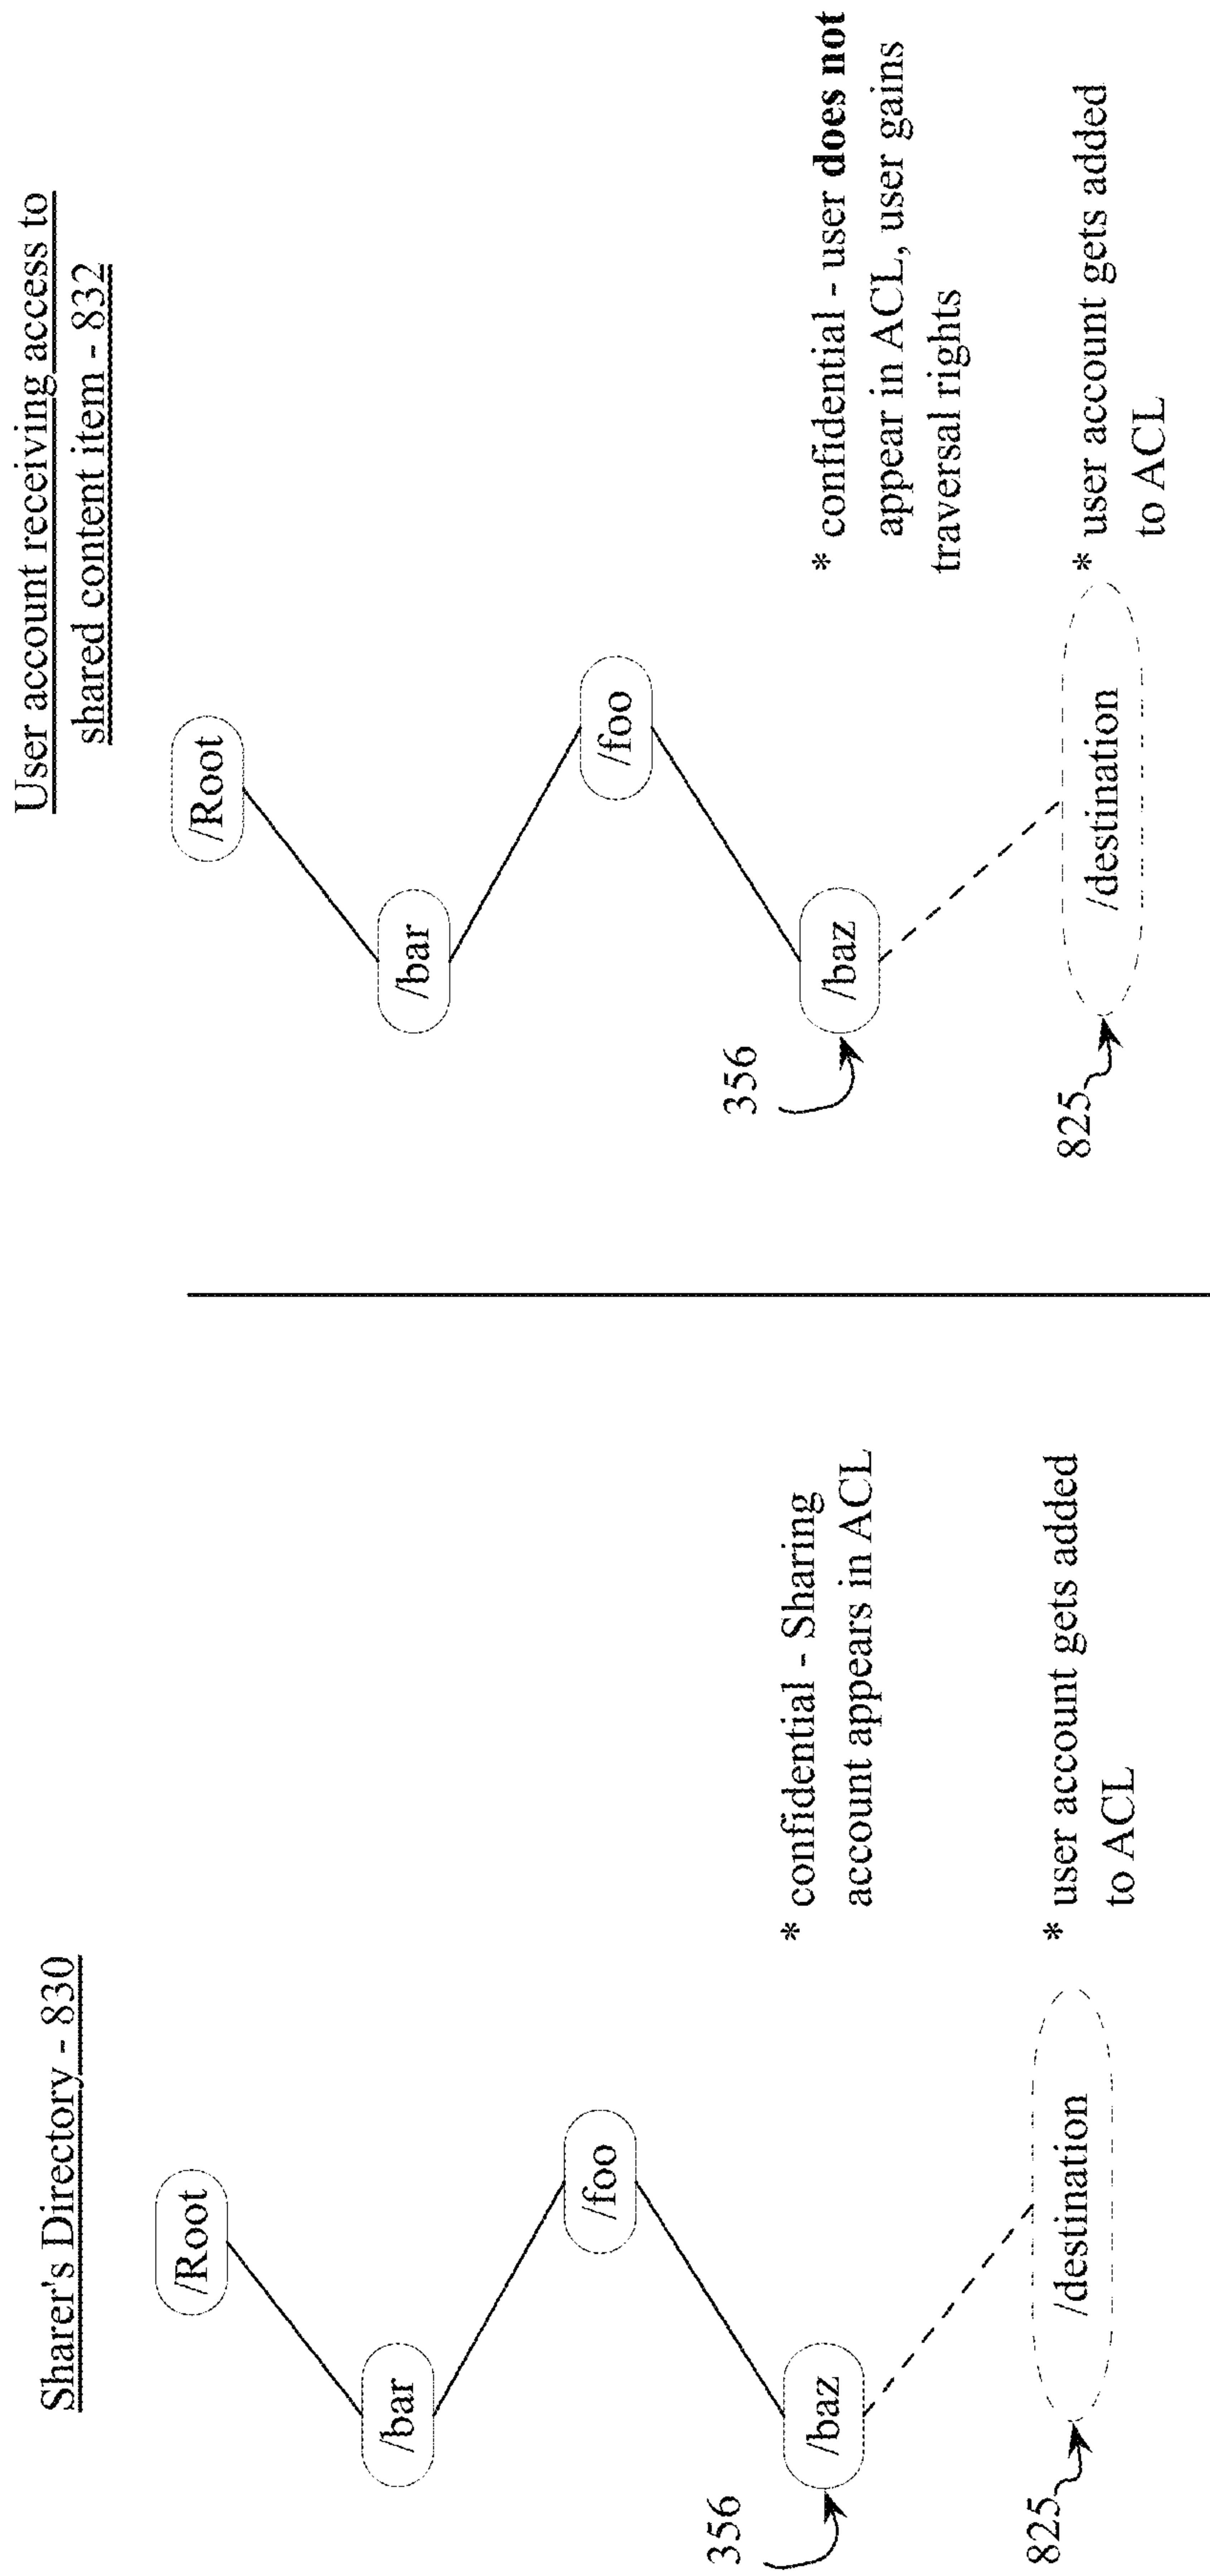 Sharer's Directory - 830
/Root
/bar
/foo
356
/baz
* confidential - Sharing
account appears in ACL
825
/destination
* user account gets added
to ACL
User account receiving access to
shared content item - 832
/Root
/bar
/foo
356
/baz
* confidential - user does not
appear in ACL, user gains
traversal rights
825
/destination
* user account gets added
to ACL